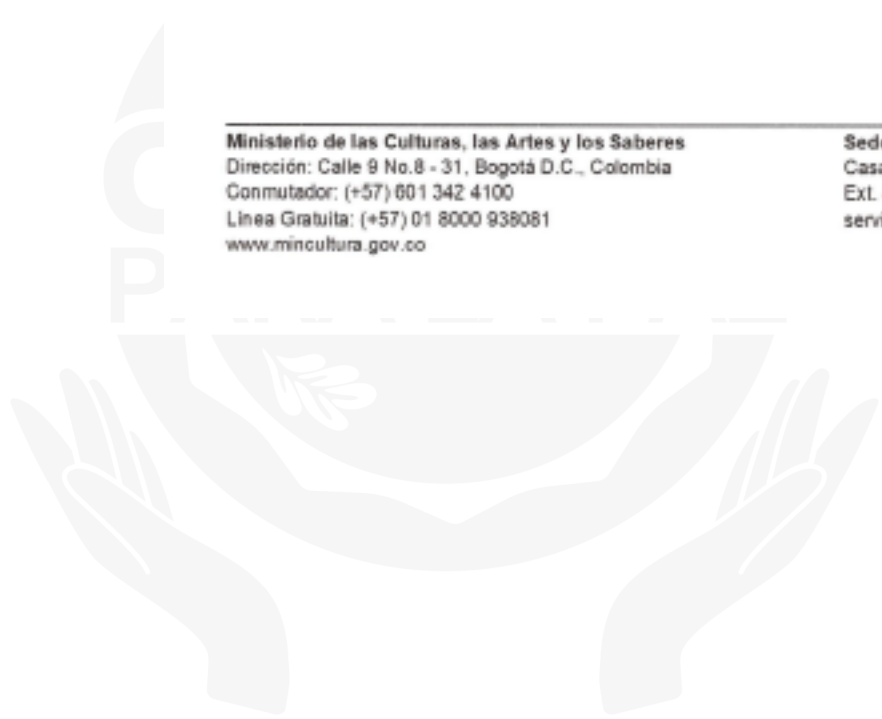 Ministerio de las Culturas, las Artes y los Saberes
Dirección: Calle 9 No.8 - 31, Bogotá D.C., Colombia
Conmutador: (+57) 601 342 4100
Línea Gratuita: (+57) 01 8000 938081
www.mincultura.gov.co
Ext.